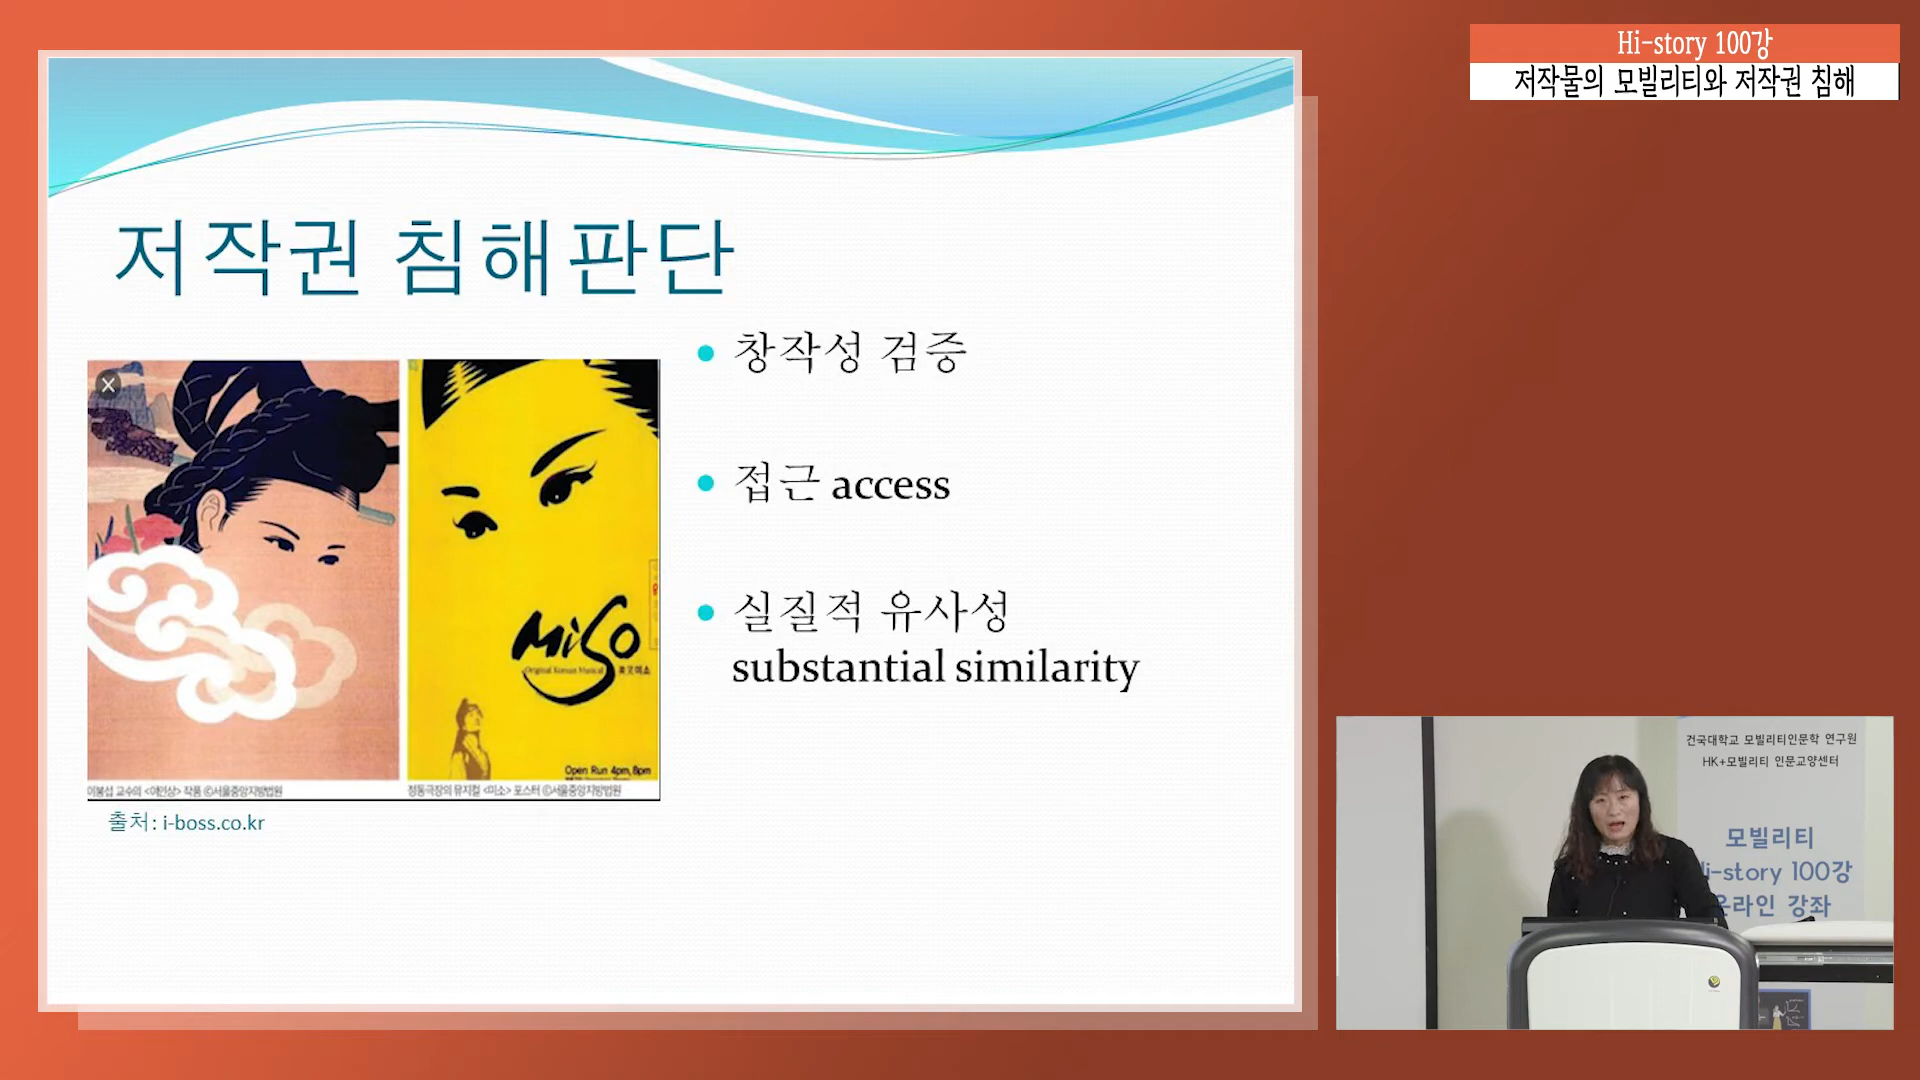 Hi-story 100강
저작물의 모빌리티와 저작권 침해
저작권 침해판단
창작성 검증
접근 access
실질적 유사성
substantial similarity
MiSo
Original Korean Musical
Open Run 4pm, 8pm
이봉섭 교수의 <여인상> 작품 ⓒ서울중앙지방법원
정동극장의 뮤지컬 <미소> 포스터 ⓒ서울중앙지방법원
출처: i-boss.co.kr
건국대학교 모빌리티인문학 연구원
HK+모빌리티 인문교양센터
모빌리티
i-story 100강
온라인 강좌